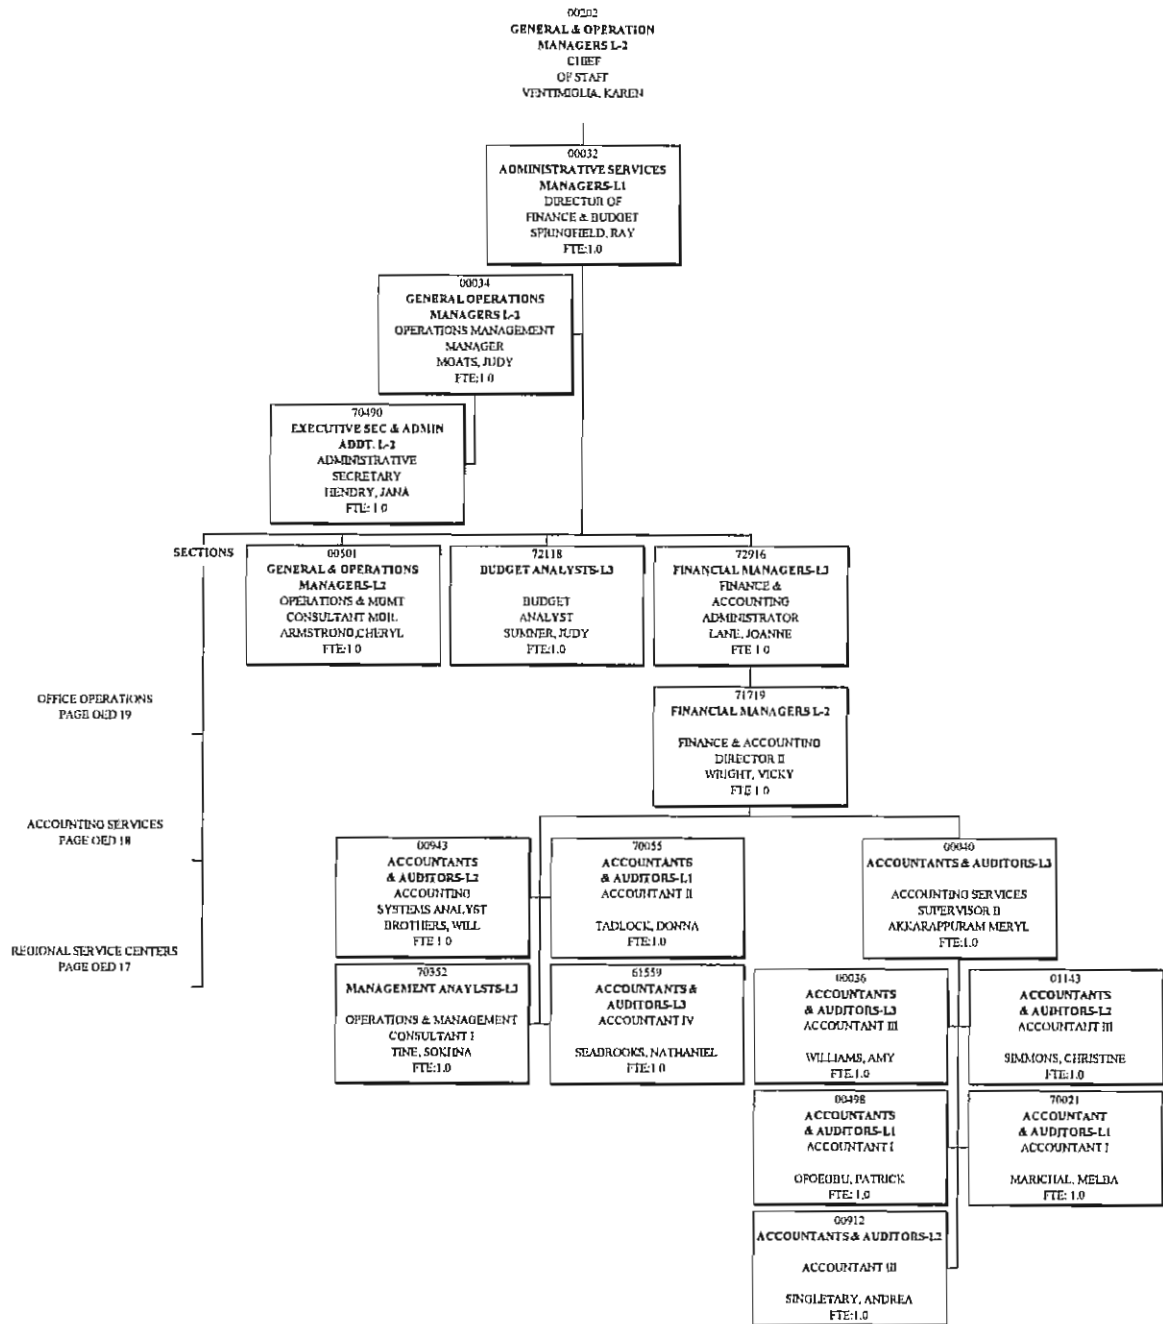 00202
GENERAL & OPERATION
MANAGERS L-2
CHIEF
OF STAFF
VENTIMIGLIA, KAREN
00032
ADMINISTRATIVE SERVICES
MANAGERS-L1
DIRECTOR OF
FINANCE & BUDGET
SPRINGFIELD, RAY
FTE:1.0
00034
GENERAL OPERATIONS
MANAGERS L-2
OPERATIONS MANAGEMENT
MANAGER
MOATS, JUDY
FTE:1.0
70490
EXECUTIVE SEC & ADMIN
ADDT. L-2
ADMINISTRATIVE
SECRETARY
HENDRY, JANA
FTE: 1.0
SECTIONS
00501
GENERAL & OPERATIONS
MANAGERS-L2
OPERATIONS & MGMT
CONSULTANT MGR.
ARMSTRONG,CHERYL
FTE:1.0
72118
BUDGET ANALYSTS-L3
BUDGET
ANALYST
SUMNER, JUDY
FTE:1.0
72916
FINANCIAL MANAGERS-L3
FINANCE &
ACCOUNTING
ADMINISTRATOR
LANE, JOANNE
FTE 1.0
OFFICE OPERATIONS
PAGE OED 19
71719
FINANCIAL MANAGERS L-2
FINANCE & ACCOUNTING
DIRECTOR II
WRIGHT, VICKY
FTE:1.0
ACCOUNTING SERVICES
PAGE OED 18
00943
ACCOUNTANTS
& AUDITORS-L2
ACCOUNTING
SYSTEMS ANALYST
BROTHERS, WILL
FTE 1.0
70055
ACCOUNTANTS
& AUDITORS-L1
ACCOUNTANT II
TADLOCK, DONNA
FTE:1.0
00040
ACCOUNTANTS & AUDITORS-L3
ACCOUNTING SERVICES
SUPERVISOR II
AKKARAPPURAM MERYL
FTE:1.0
REGIONAL SERVICE CENTERS
PAGE OED 17
70352
MANAGEMENT ANAYLSTS-L3
OPERATIONS & MANAGEMENT
CONSULTANT I
TINE, SOKHNA
FTE:1.0
61559
ACCOUNTANTS &
AUDITORS-L3
ACCOUNTANT IV
SEABROOKS, NATHANIEL
FTE:1.0
00036
ACCOUNTANTS
& AUDITORS-L3
ACCOUNTANT III
WILLIAMS, AMY
FTE:1.0
01143
ACCOUNTANTS
& AUDITORS-L2
ACCOUNTANT III
SIMMONS, CHRISTINE
FTE:1.0
00498
ACCOUNTANTS
& AUDITORS-L1
ACCOUNTANT I
OFOEGBU, PATRICK
FTE: 1.0
70021
ACCOUNTANT
& AUDITORS-L1
ACCOUNTANT I
MARICHAL, MELBA
FTE: 1.0
00912
ACCOUNTANTS & AUDITORS-L2
ACCOUNTANT III
SINGLETARY, ANDREA
FTE:1.0